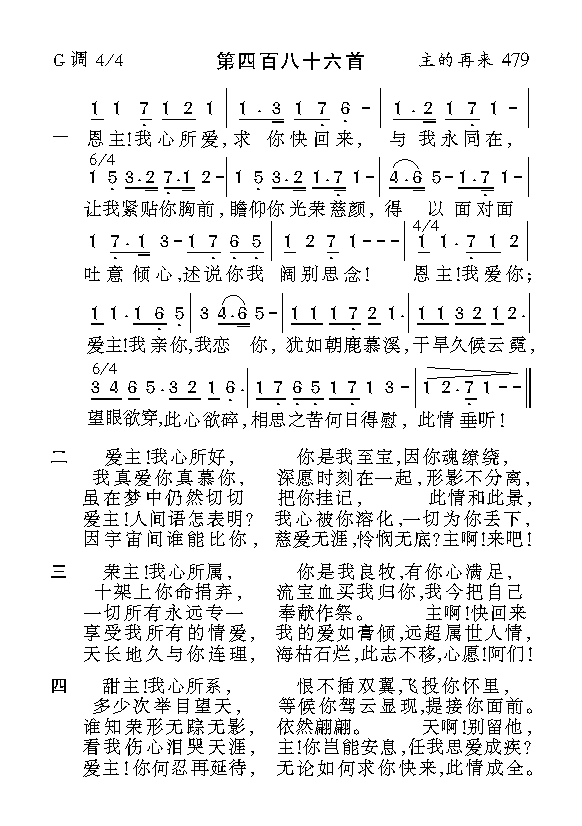 G 调 4/4 第四百八十六首 主的再来 479
1 1 7 1 2 1 | 1·3 1 7 6 - | 1·2 1 7 1 - |
一 恩主!我心所爱,求 你快回来, 与 我永同在,
6/4
1 5 3·2 7·1 2 - | 1 5 3·2 1·7 1 - | 4·6 5 - 1·7 1 - |
让我紧贴你胸前,瞻仰你光荣慈颜,得 以 面对面
4/4
1 7·1 3 - 1 7 6 5 | 1 2 7 1 - - - | 1 1·7 1 2 |
吐意 倾心,述说你我 阔别思念! 恩主!我爱你;
1 1·1 6 5 | 3 4·6 5 - | 1 1 1 7 2 1· | 1 1 3 2 1 2· |
爱主!我亲你,我恋 你, 犹如朝鹿慕溪,于旱久候云霓,
6/4
3 4 6 5·3 2 1 6· | 1 7 6 5 1 7 1 3 - | 1 2·7 1 - - ||
望眼欲穿,此心欲碎,相思之苦何日得慰, 此情垂听!
二 爱主!我心所好, 你是我至宝,因你魂缭绕,
我真爱你真慕你, 深愿时刻在一起,形影不分离,
虽在梦中仍然切切 把你挂记, 此情和此景,
爱主!人间语怎表明? 我心被你溶化,一切为你丢下,
因宇宙间谁能比你, 慈爱无涯,怜悯无底?主啊!来吧!
三 荣主!我心所属, 你是我良牧,有你心满足,
十架上你命捐弃, 流宝血买我归你,我今把自己
一切所有永远专一 奉献作祭。 主啊!快回来
享受我所有的情爱, 我的爱如膏倾,远超属世人情,
天长地久与你连理, 海枯石烂,此志不移,心愿!阿们!
四 甜主!我心所系, 恨不插双翼,飞投你怀里,
多少次举目望天, 等候你驾云显现,提接你面前。
谁知荣形无踪无影, 依然翩翩。 天啊!别留他,
看我伤心泪哭天涯, 主!你岂能安息,任我思爱成疾?
爱主!你何忍再延待, 无论如何求你快来,此情成全。